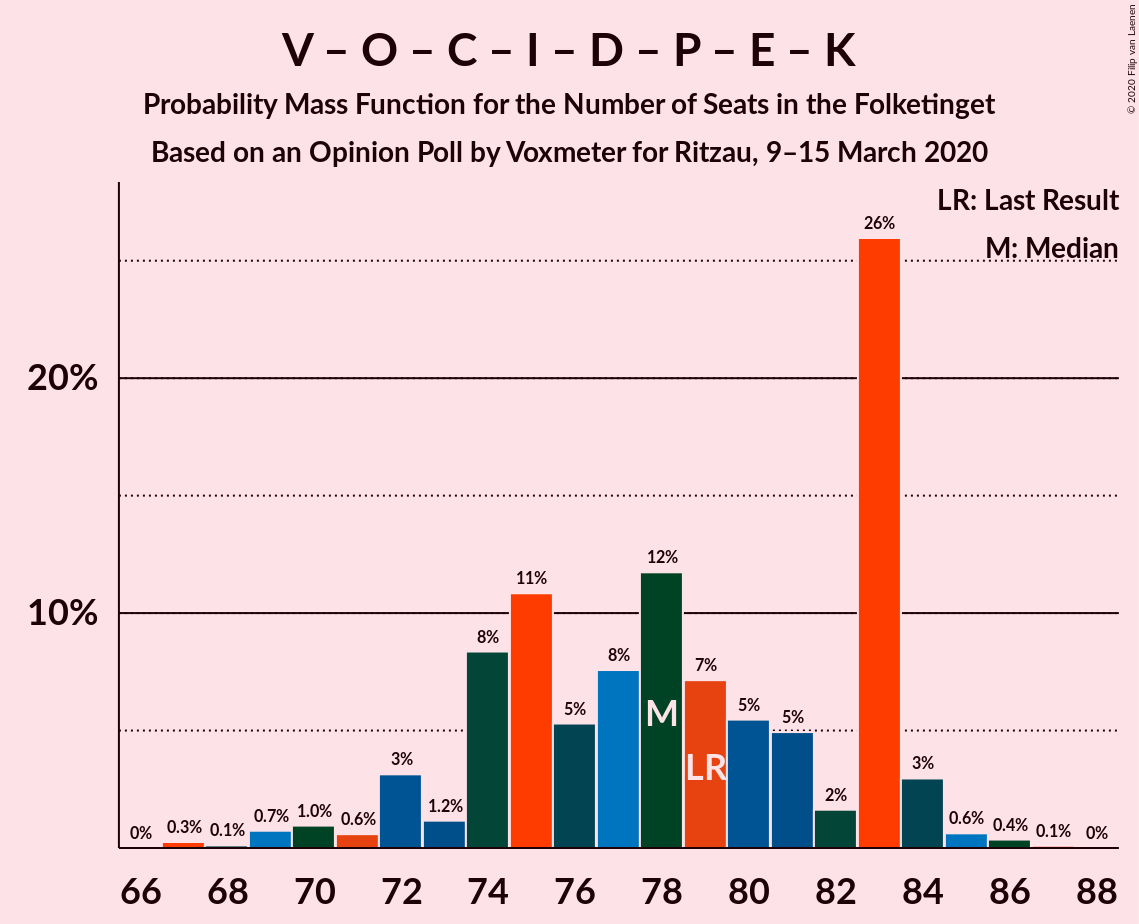 V – O – C – I – D – P – E – K
Probability Mass Function for the Number of Seats in the Folketinget
Based on an Opinion Poll by Voxmeter for Ritzau, 9–15 March 2020
© 2020 Filip van Laenen
LR: Last Result
M: Median
20%
10%
0%
0.3%
0.1%
0.7%
1.0%
0.6%
3%
1.2%
8%
11%
5%
8%
12%
7%
5%
5%
2%
26%
3%
0.6%
0.4%
0.1%
0%
M
LR
66 68 70 72 74 76 78 80 82 84 86 88